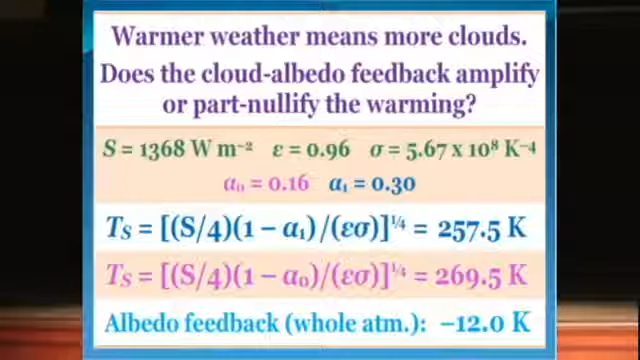 Warmer weather means more clouds.
Does the cloud-albedo feedback amplify
or part-nullify the warming?
S = 1368 W m⁻² ε = 0.96 σ = 5.67 x 10⁸ K⁻⁴
α₀ = 0.16 α₁ = 0.30
Tₛ = [(S/4)(1 − α₁)/(εσ)]^¼ = 257.5 K
Tₛ = [(S/4)(1 − α₀)/(εσ)]^¼ = 269.5 K
Albedo feedback (whole atm.): −12.0 K